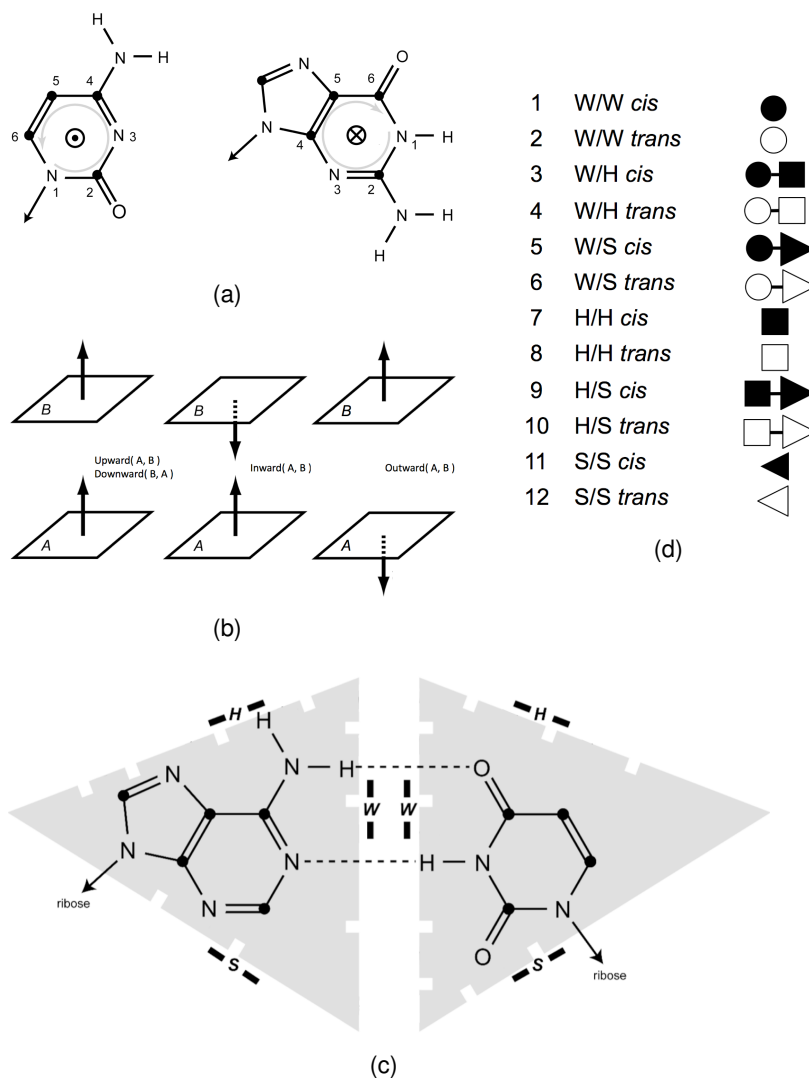 N
H
H
5
4
6
N
3
N
1
2
O
(a)
O
N
5
6
N
4
N
1
H
N
3
2
N
H
H
B
B
B
Upward( A, B )
Downward( B, A )
Inward( A, B )
Outward( A, B )
A
A
A
(b)
1 W/W cis
2 W/W trans
3 W/H cis
4 W/H trans
5 W/S cis
6 W/S trans
7 H/H cis
8 H/H trans
9 H/S cis
10 H/S trans
11 S/S cis
12 S/S trans
(d)
H
H
H
N
H
O
N
W
W
N
N
H
N
ribose
N
N
O
S
S
ribose
(c)